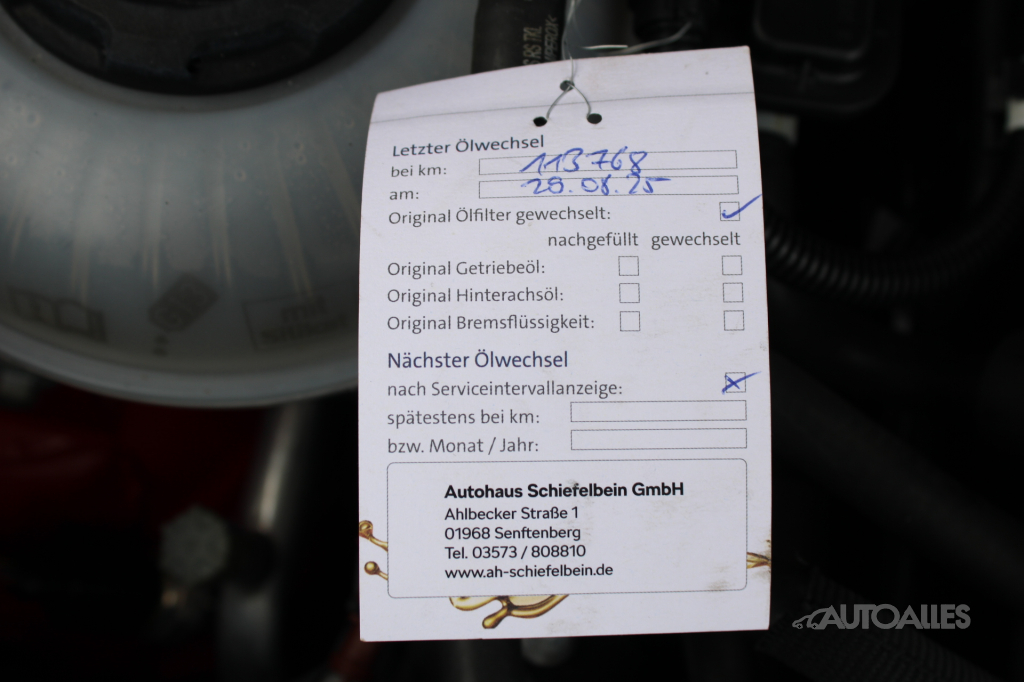 Letzter Ölwechsel
bei km: 113768
am: 28.08.25
Original Ölfilter gewechselt:
nachgefüllt gewechselt
Original Getriebeöl:
Original Hinterachsöl:
Original Bremsflüssigkeit:
Nächster Ölwechsel
nach Serviceintervallanzeige:
spätestens bei km:
bzw. Monat / Jahr:
Autohaus Schiefelbein GmbH
Ahlbecker Straße 1
01968 Senftenberg
Tel. 03573 / 808810
www.ah-schiefelbein.de
AUTOALLES